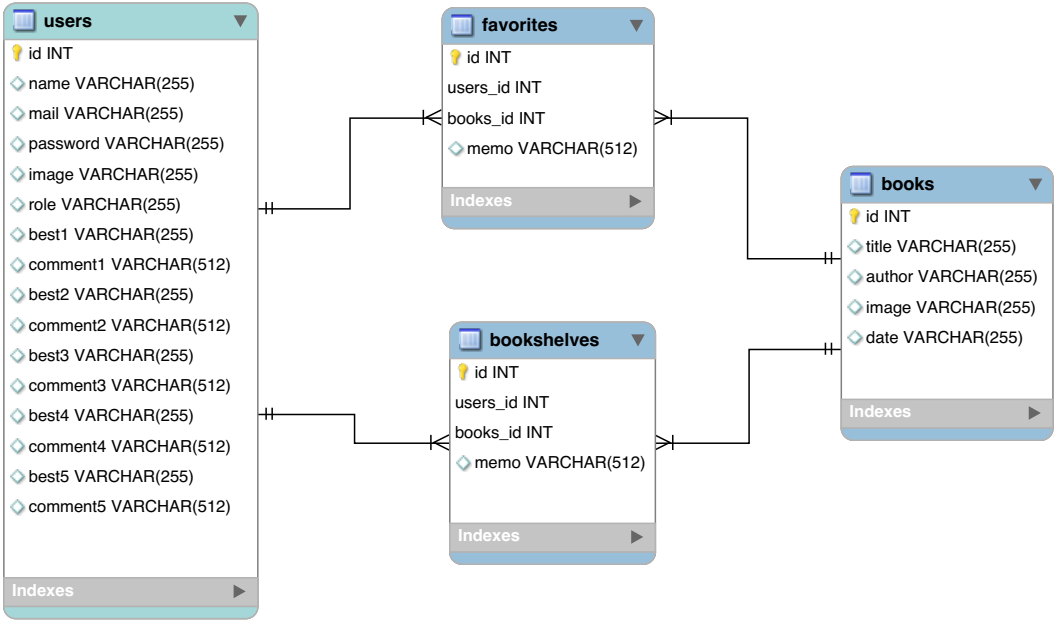 users
id INT
name VARCHAR(255)
mail VARCHAR(255)
password VARCHAR(255)
image VARCHAR(255)
role VARCHAR(255)
best1 VARCHAR(255)
comment1 VARCHAR(512)
best2 VARCHAR(255)
comment2 VARCHAR(512)
best3 VARCHAR(255)
comment3 VARCHAR(512)
best4 VARCHAR(255)
comment4 VARCHAR(512)
best5 VARCHAR(255)
comment5 VARCHAR(512)
Indexes
favorites
id INT
users_id INT
books_id INT
memo VARCHAR(512)
Indexes
bookshelves
id INT
users_id INT
books_id INT
memo VARCHAR(512)
Indexes
books
id INT
title VARCHAR(255)
author VARCHAR(255)
image VARCHAR(255)
date VARCHAR(255)
Indexes